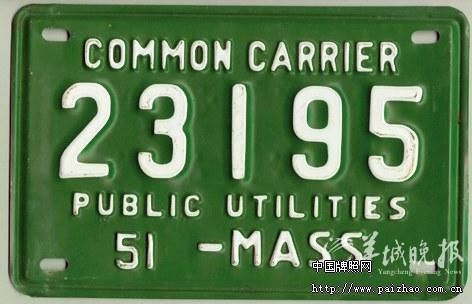 COMMON CARRIER
23195
PUBLIC UTILITIES
51 -MASS
羊城晚报
Yangcheng Evening News
中国牌照网
http://www.paizhao.com.cn